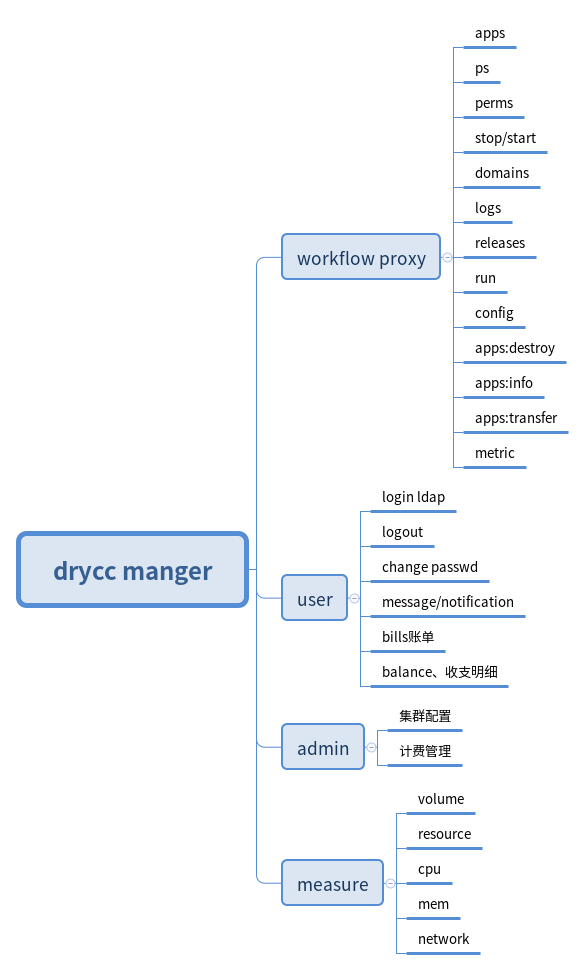 drycc manger
workflow proxy
apps
ps
perms
stop/start
domains
logs
releases
run
config
apps:destroy
apps:info
apps:transfer
metric
user
login ldap
logout
change passwd
message/notification
bills账单
balance、收支明细
admin
集群配置
计费管理
measure
volume
resource
cpu
mem
network